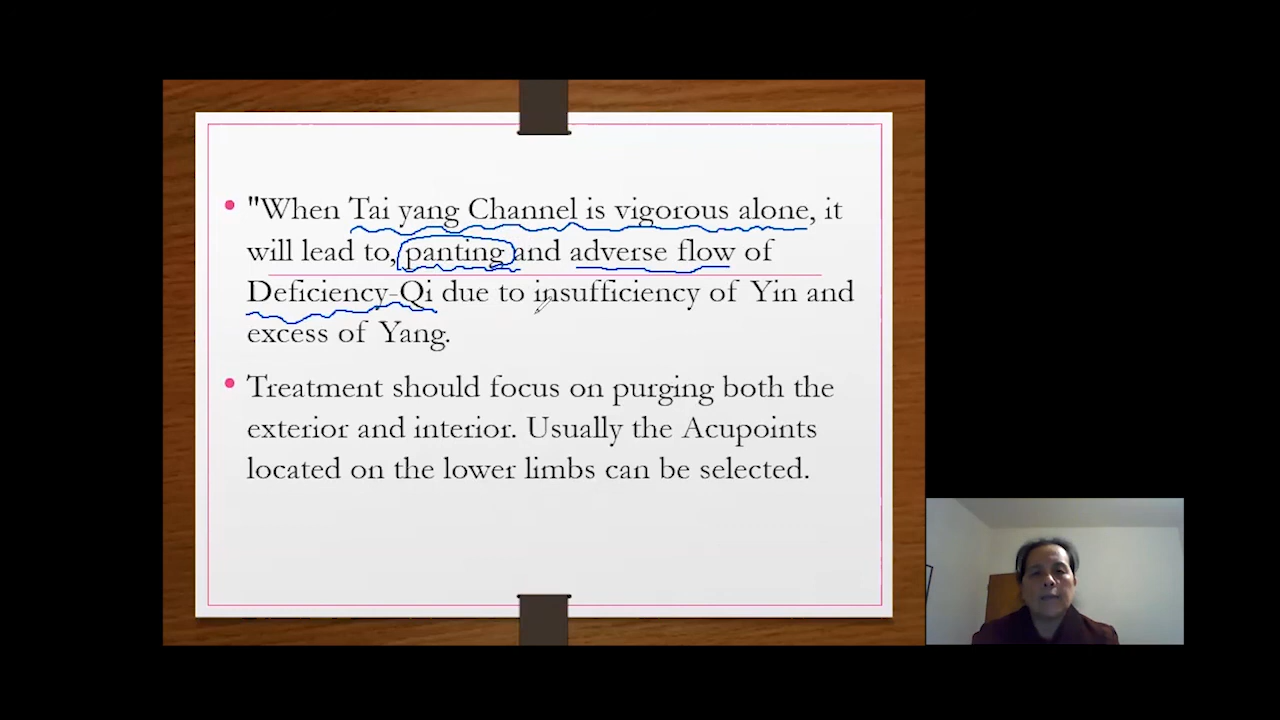 • "When Tai yang Channel is vigorous alone, it
will lead to, panting and adverse flow of
Deficiency-Qi due to insufficiency of Yin and
excess of Yang.
• Treatment should focus on purging both the
exterior and interior. Usually the Acupoints
located on the lower limbs can be selected.